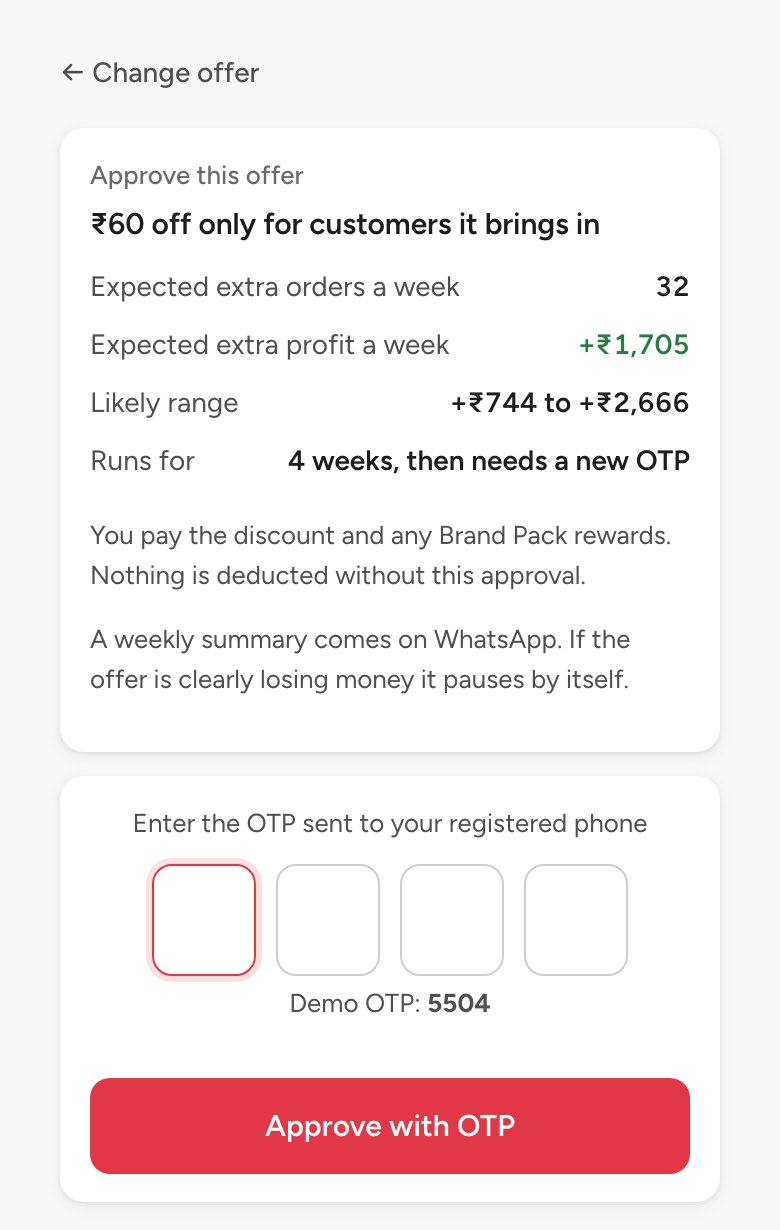 ← Change offer
Approve this offer
₹60 off only for customers it brings in
Expected extra orders a week 32
Expected extra profit a week +₹1,705
Likely range +₹744 to +₹2,666
Runs for 4 weeks, then needs a new OTP
You pay the discount and any Brand Pack rewards.
Nothing is deducted without this approval.
A weekly summary comes on WhatsApp. If the
offer is clearly losing money it pauses by itself.
Enter the OTP sent to your registered phone
Demo OTP: 5504
Approve with OTP